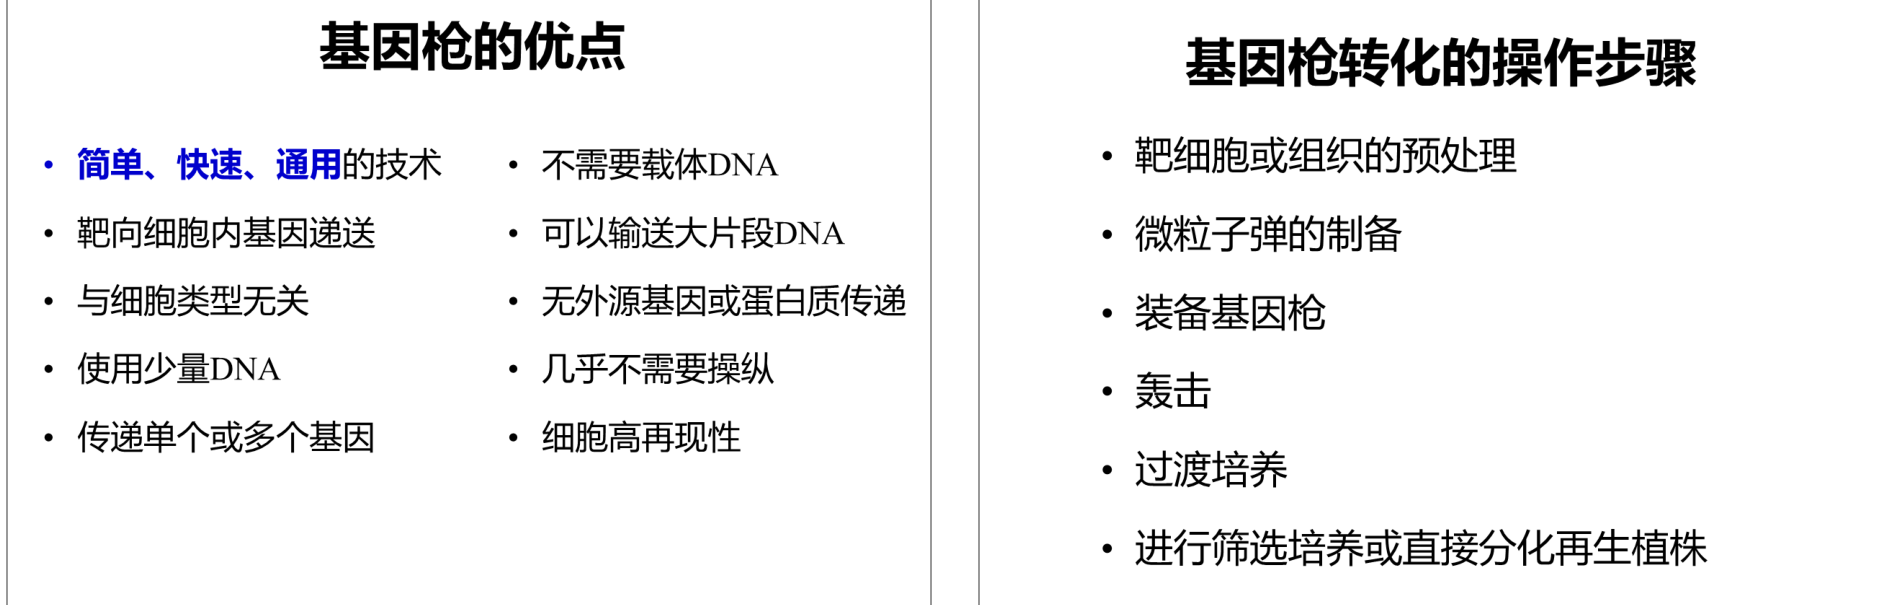 基因枪的优点
• 简单、快速、通用的技术
• 靶向细胞内基因递送
• 与细胞类型无关
• 使用少量DNA
• 传递单个或多个基因
• 不需要载体DNA
• 可以输送大片段DNA
• 无外源基因或蛋白质传递
• 几乎不需要操纵
• 细胞高再现性
基因枪转化的操作步骤
• 靶细胞或组织的预处理
• 微粒子弹的制备
• 装备基因枪
• 轰击
• 过渡培养
• 进行筛选培养或直接分化再生植株